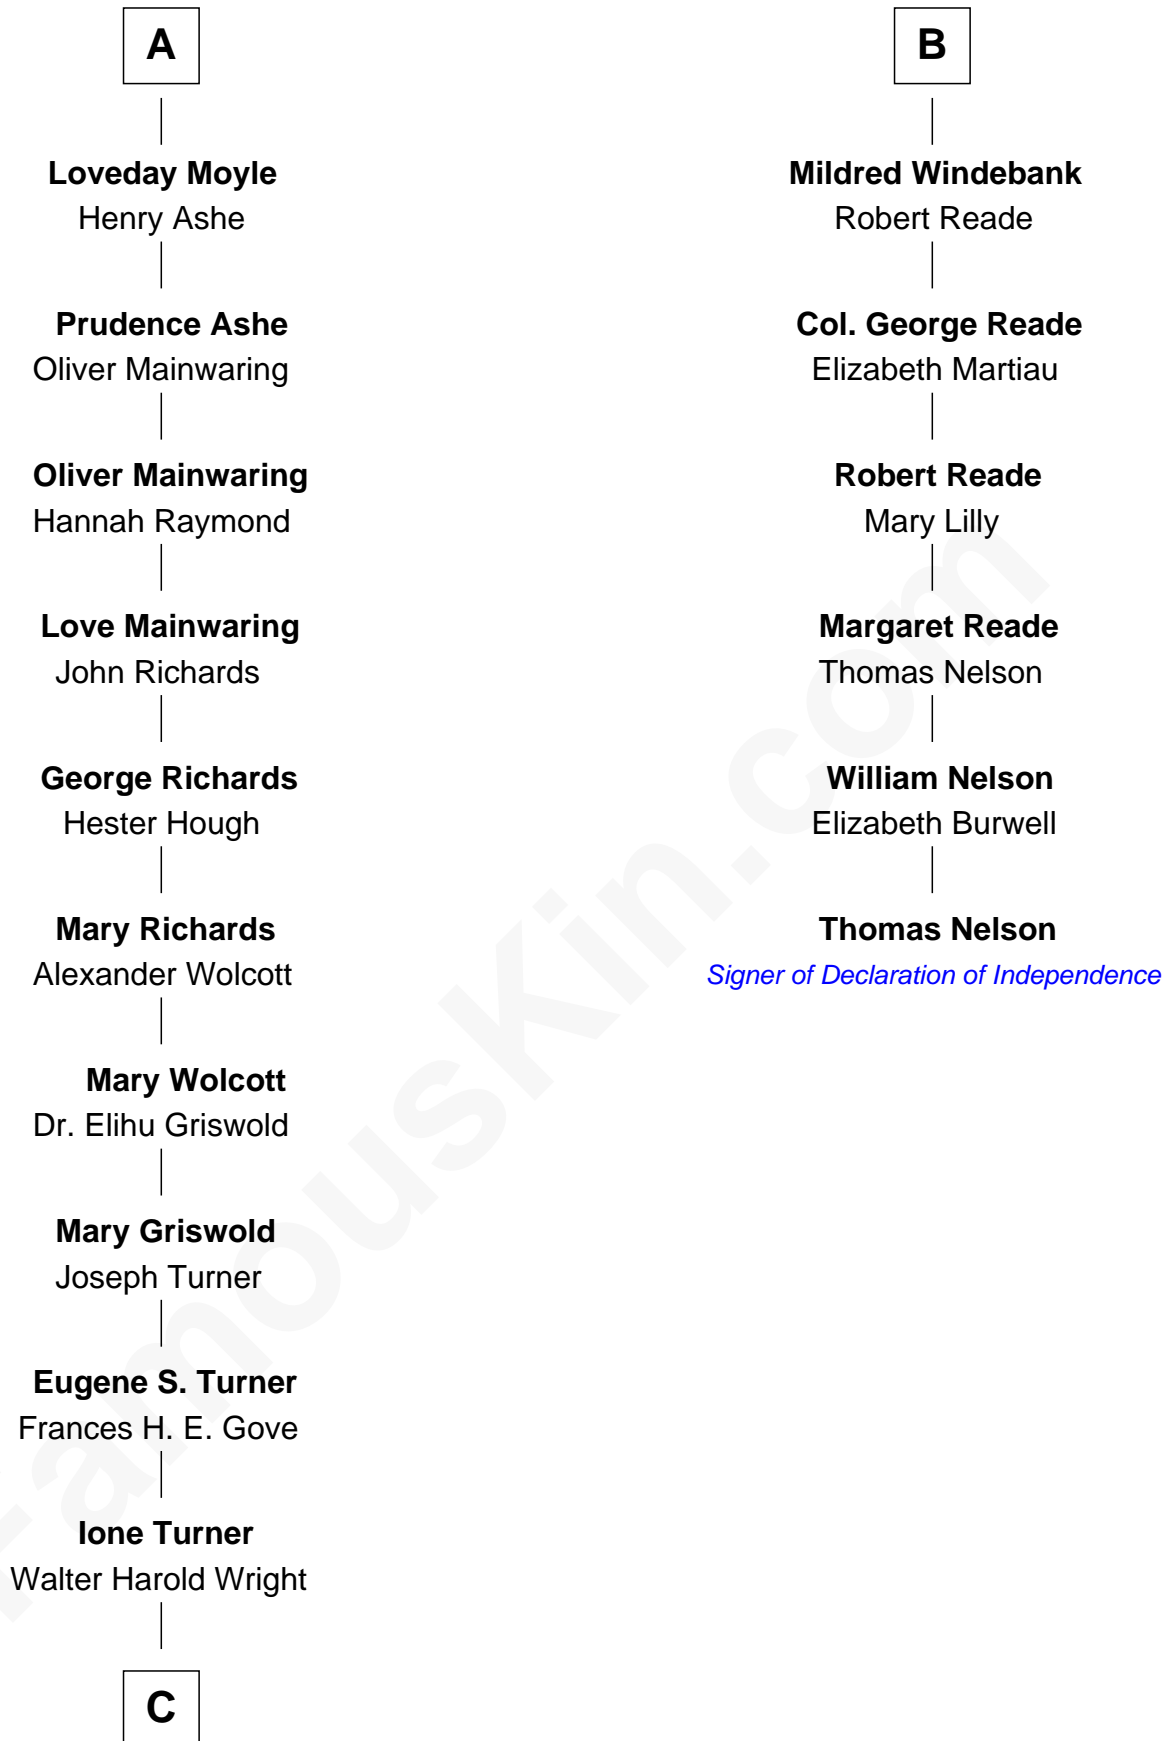 A
Loveday Moyle
Henry Ashe
Prudence Ashe
Oliver Mainwaring
Oliver Mainwaring
Hannah Raymond
Love Mainwaring
John Richards
George Richards
Hester Hough
Mary Richards
Alexander Wolcott
Mary Wolcott
Dr. Elihu Griswold
Mary Griswold
Joseph Turner
Eugene S. Turner
Frances H. E. Gove
Ione Turner
Walter Harold Wright
C
B
Mildred Windebank
Robert Reade
Col. George Reade
Elizabeth Martiau
Robert Reade
Mary Lilly
Margaret Reade
Thomas Nelson
William Nelson
Elizabeth Burwell
Thomas Nelson
Signer of Declaration of Independence
FamousKin.com